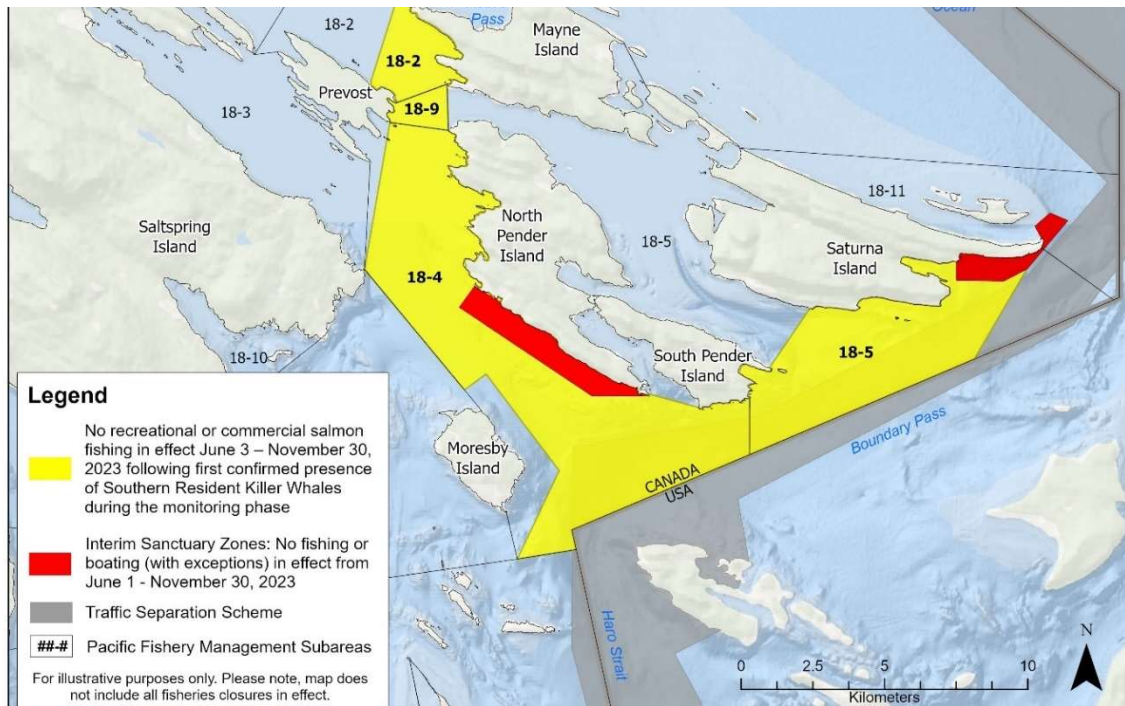 18-2
Pass
Mayne
Island
Ocean
18-2
Prevost
18-9
18-3
18-11
North
Pender
Island
Saltspring
Island
18-5
Saturna
Island
18-4
18-10
South Pender
Island
18-5
Moresby
Island
Boundary Pass
CANADA
USA
Haro Strait
Legend
No recreational or commercial salmon
fishing in effect June 3 – November 30,
2023 following first confirmed presence
of Southern Resident Killer Whales
during the monitoring phase
Interim Sanctuary Zones: No fishing or
boating (with exceptions) in effect from
June 1 - November 30, 2023
Traffic Separation Scheme
##-# Pacific Fishery Management Subareas
For illustrative purposes only. Please note, map does
not include all fisheries closures in effect.
N
0 2.5 5 10
Kilometers